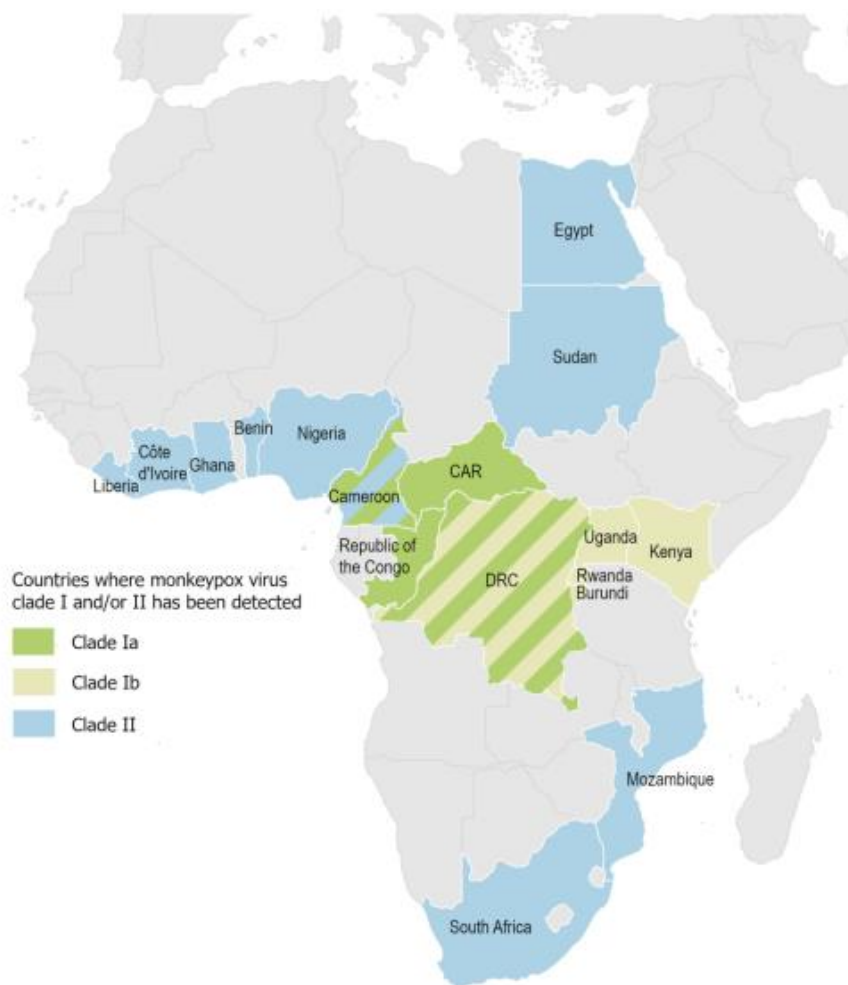 Egypt
Sudan
Benin
Nigeria
Côte
d'Ivoire
Ghana
Liberia
CAR
Cameroon
Uganda
Kenya
Republic of
the Congo
DRC
Rwanda
Burundi
Countries where monkeypox virus
clade I and/or II has been detected
Clade Ia
Clade Ib
Clade II
Mozambique
South Africa